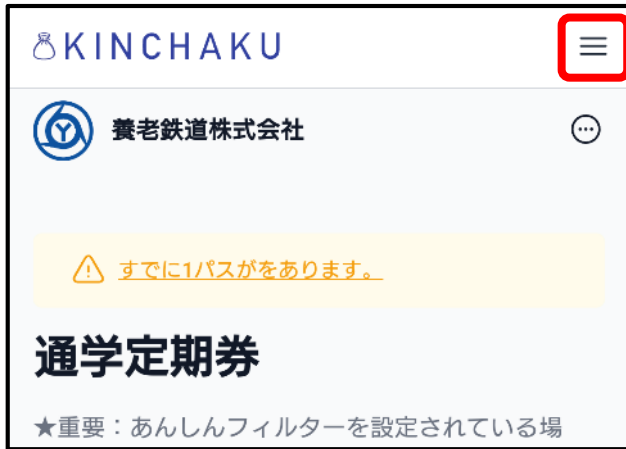 KINCHAKU
養老鉄道株式会社
すでに1パスががをあります。
通学定期券
★重要：あんしんフィルターを設定されている場